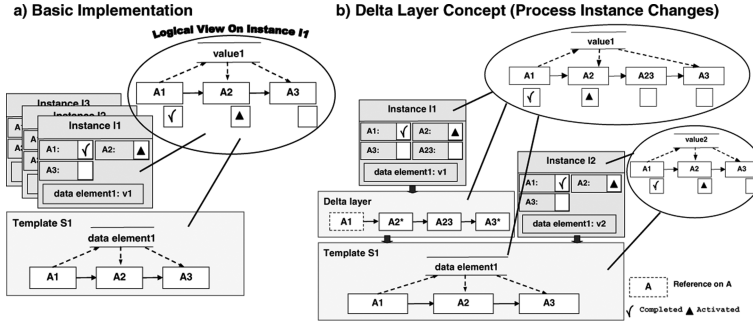 a) Basic Implementation
Logical View On Instance I1
value1
A1 A2 A3
Instance I3
Instance I2
Instance I1
A1: A2:
A3:
data element1: v1
Template S1
data element1
A1 A2 A3
b) Delta Layer Concept (Process Instance Changes)
value1
A1 A2 A23 A3
Instance I1
A1: A2:
A3: A23:
data element1: v1
Delta layer
A1 A2* A23 A3*
Instance I2
A1: A2:
A3:
data element1: v2
value2
A1 A2 A3
Template S1
data element1
A1 A2 A3
A Reference on A
Completed Activated